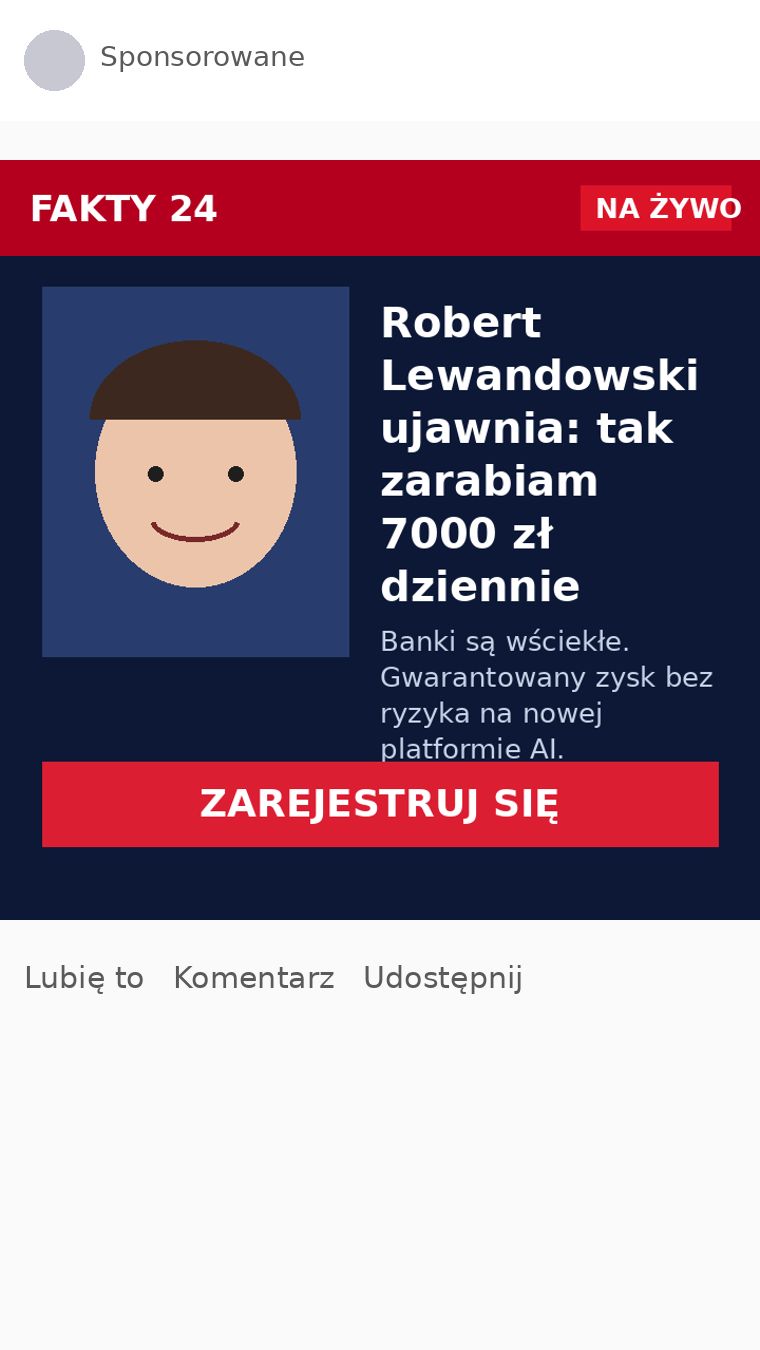 Sponsorowane
FAKTY 24
NA ŻYWO
Robert
Lewandowski
ujawnia: tak
zarabiam
7000 zł
dziennie
Banki są wściekłe.
Gwarantowany zysk bez
ryzyka na nowej
platformie AI.
ZAREJESTRUJ SIĘ
Lubię to Komentarz Udostępnij